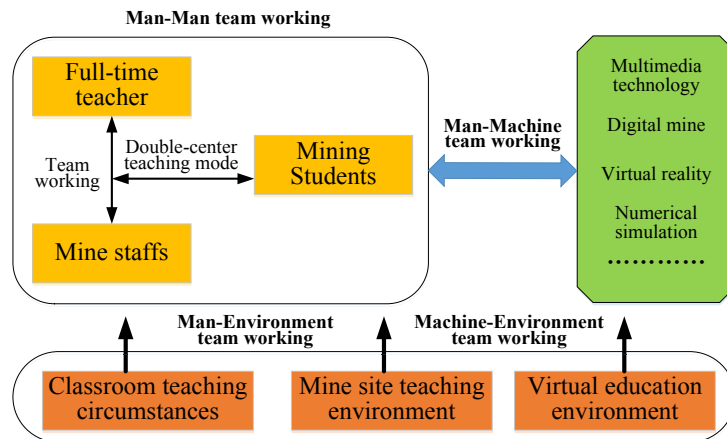 Man-Man team working
Full-time
teacher
Team
working
Double-center
teaching mode
Mining
Students
Mine staffs
Man-Machine
team working
Multimedia
technology
Digital mine
Virtual reality
Numerical
simulation
…………
Man-Environment
team working
Machine-Environment
team working
Classroom teaching
circumstances
Mine site teaching
environment
Virtual education
environment